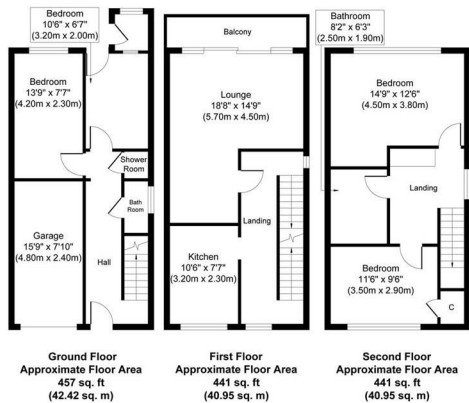 Bedroom
10'6" x 6'7"
(3.20m x 2.00m)
Bedroom
13'9" x 7'7"
(4.20m x 2.30m)
Shower
Room
Bath
Room
Garage
15'9" x 7'10"
(4.80m x 2.40m)
Hall
Ground Floor
Approximate Floor Area
457 sq. ft
(42.42 sq. m)
Balcony
Lounge
18'8" x 14'9"
(5.70m x 4.50m)
Landing
Kitchen
10'6" x 7'7"
(3.20m x 2.30m)
First Floor
Approximate Floor Area
441 sq. ft
(40.95 sq. m)
Bathroom
8'2" x 6'3"
(2.50m x 1.90m)
Bedroom
14'9" x 12'6"
(4.50m x 3.80m)
Landing
Bedroom
11'6" x 9'6"
(3.50m x 2.90m)
C
Second Floor
Approximate Floor Area
441 sq. ft
(40.95 sq. m)